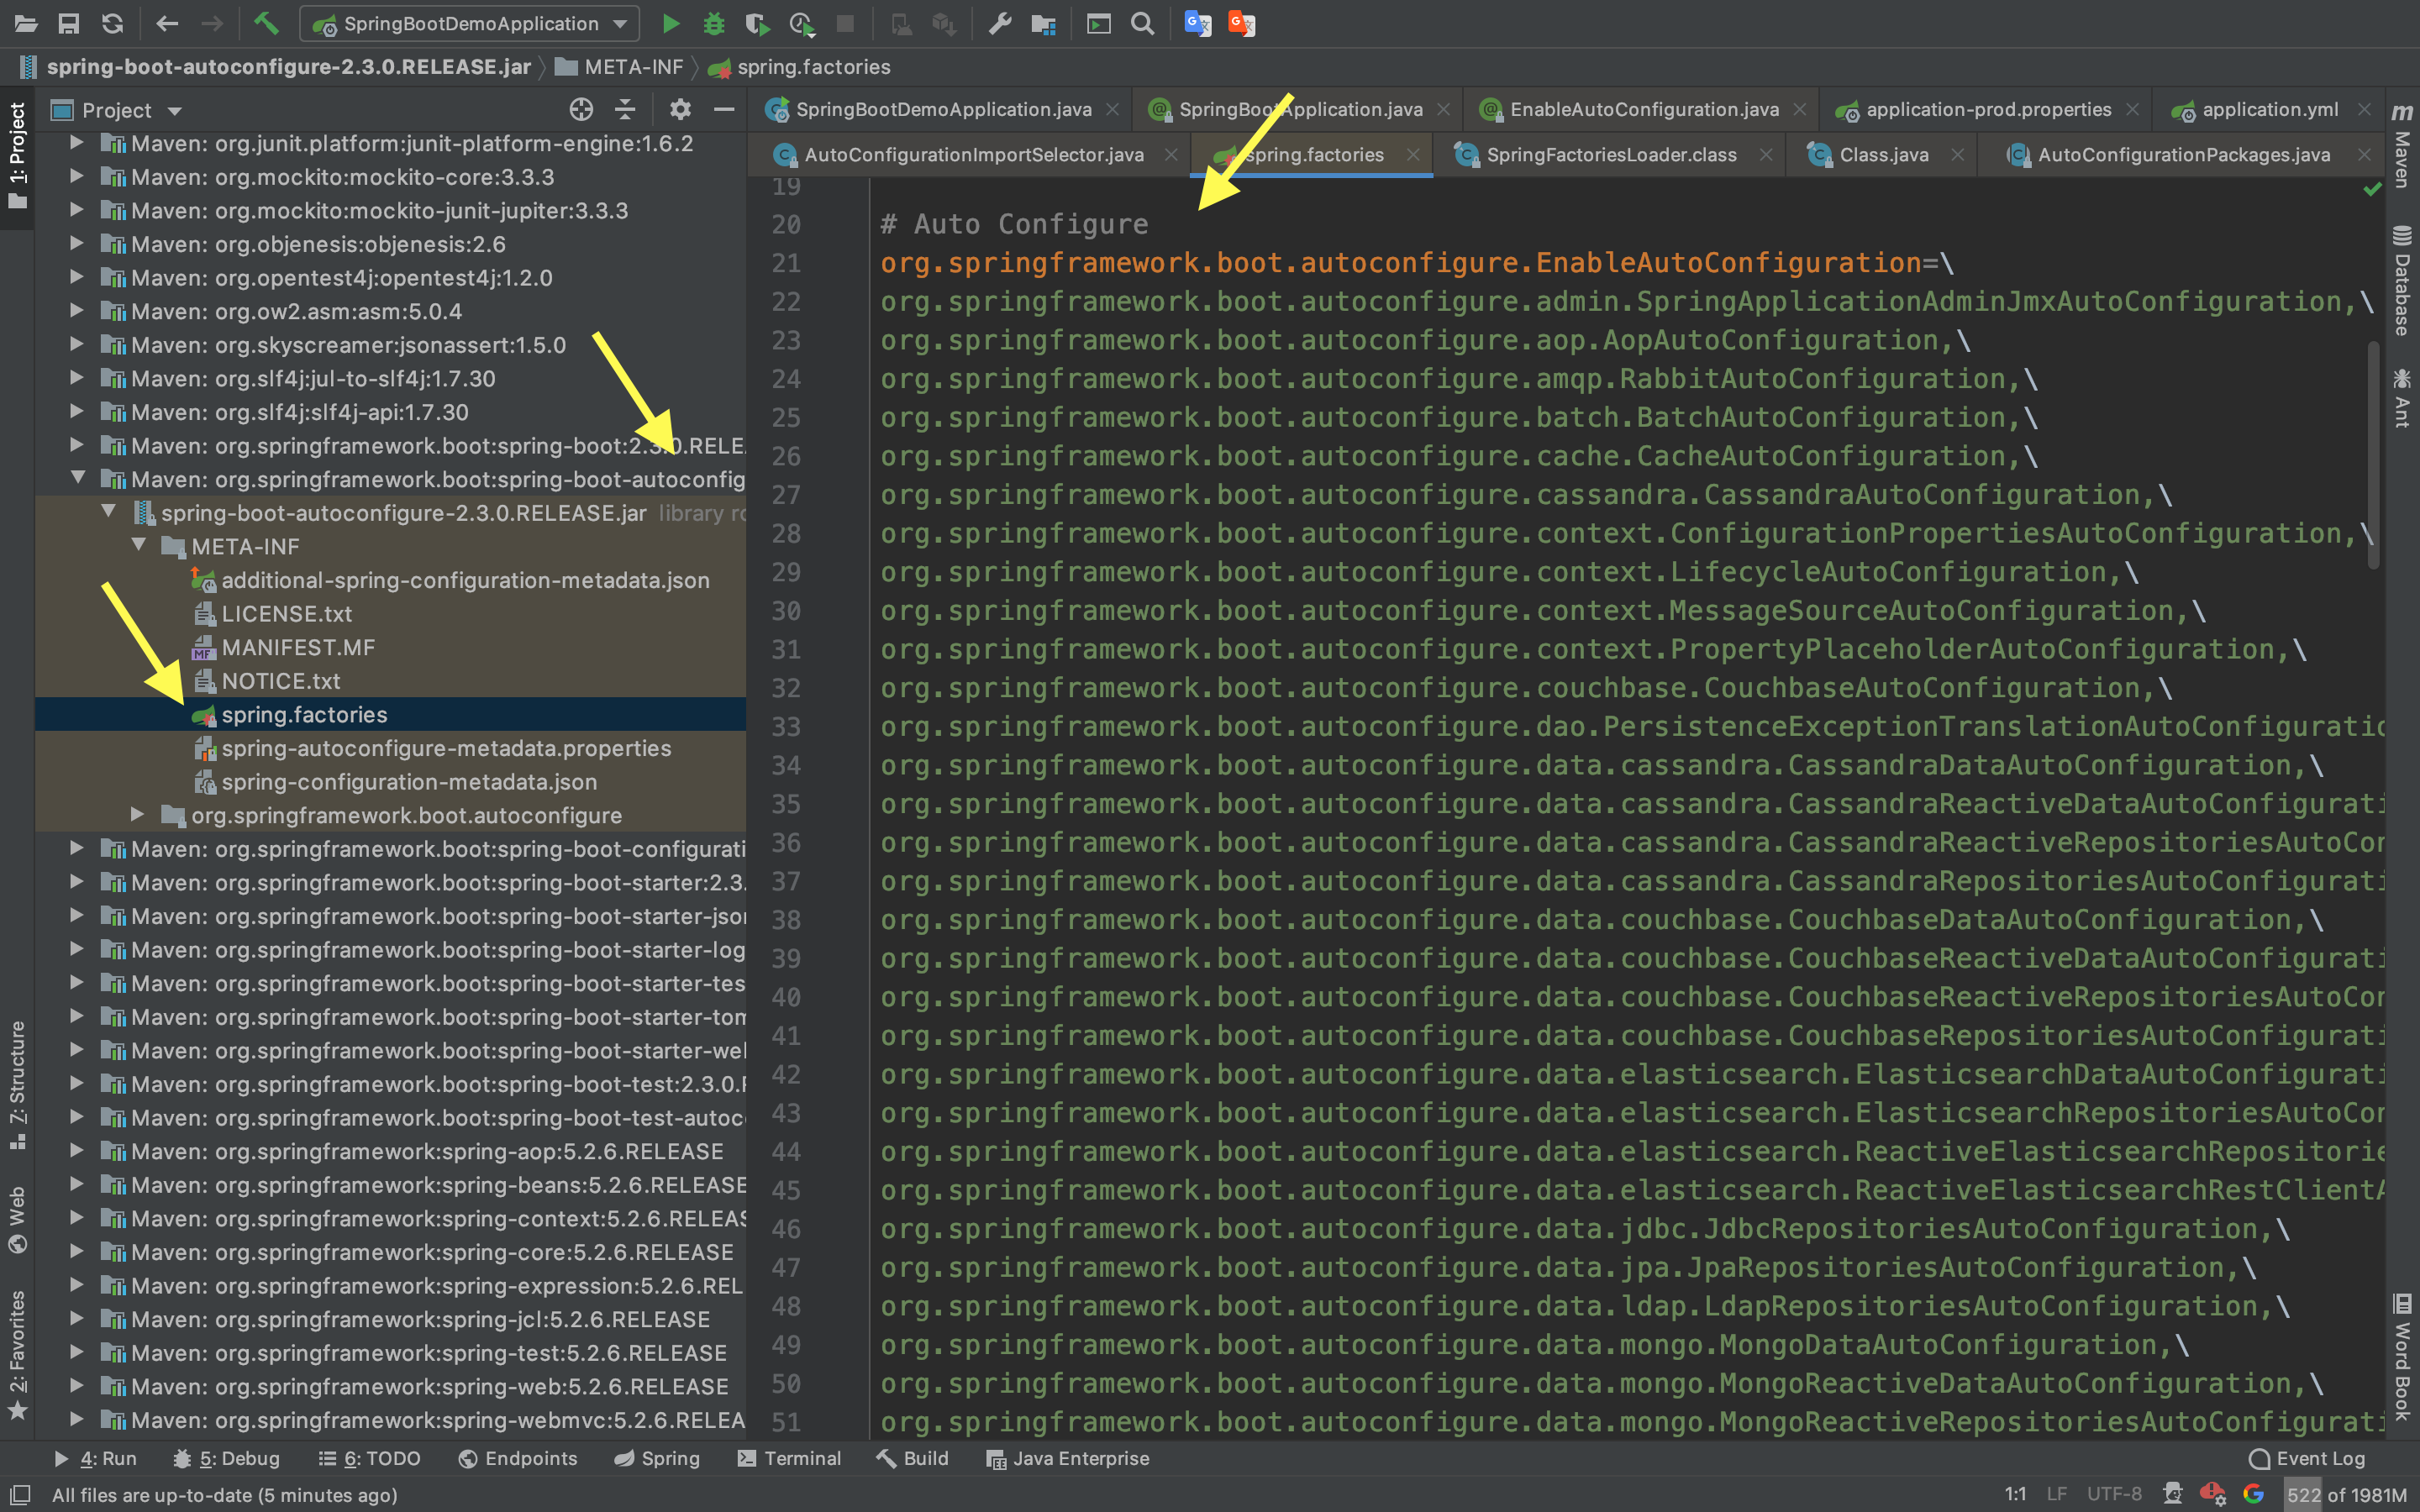 SpringBootDemoApplication
spring-boot-autoconfigure-2.3.0.RELEASE.jar
META-INF
spring.factories
Project
SpringBootDemoApplication.java
SpringBootApplication.java
EnableAutoConfiguration.java
application-prod.properties
application.yml
AutoConfigurationImportSelector.java
spring.factories
SpringFactoriesLoader.class
Class.java
AutoConfigurationPackages.java
1: Project
Z: Structure
Web
2: Favorites
Maven: org.junit.platform:junit-platform-engine:1.6.2
Maven: org.mockito:mockito-core:3.3.3
Maven: org.mockito:mockito-junit-jupiter:3.3.3
Maven: org.objenesis:objenesis:2.6
Maven: org.opentest4j:opentest4j:1.2.0
Maven: org.ow2.asm:asm:5.0.4
Maven: org.skyscreamer:jsonassert:1.5.0
Maven: org.slf4j:jul-to-slf4j:1.7.30
Maven: org.slf4j:slf4j-api:1.7.30
Maven: org.springframework.boot:spring-boot:2.3.0.RELEA
Maven: org.springframework.boot:spring-boot-autoconfig
spring-boot-autoconfigure-2.3.0.RELEASE.jar library ro
META-INF
additional-spring-configuration-metadata.json
LICENSE.txt
MANIFEST.MF
NOTICE.txt
spring.factories
spring-autoconfigure-metadata.properties
spring-configuration-metadata.json
org.springframework.boot.autoconfigure
Maven: org.springframework.boot:spring-boot-configurati
Maven: org.springframework.boot:spring-boot-starter:2.3.
Maven: org.springframework.boot:spring-boot-starter-jsor
Maven: org.springframework.boot:spring-boot-starter-log
Maven: org.springframework.boot:spring-boot-starter-tes
Maven: org.springframework.boot:spring-boot-starter-tom
Maven: org.springframework.boot:spring-boot-starter-wel
Maven: org.springframework.boot:spring-boot-test:2.3.0.F
Maven: org.springframework.boot:spring-boot-test-autoc
Maven: org.springframework:spring-aop:5.2.6.RELEASE
Maven: org.springframework:spring-beans:5.2.6.RELEASE
Maven: org.springframework:spring-context:5.2.6.RELEAS
Maven: org.springframework:spring-core:5.2.6.RELEASE
Maven: org.springframework:spring-expression:5.2.6.REL
Maven: org.springframework:spring-jcl:5.2.6.RELEASE
Maven: org.springframework:spring-test:5.2.6.RELEASE
Maven: org.springframework:spring-web:5.2.6.RELEASE
Maven: org.springframework:spring-webmvc:5.2.6.RELEA
19
20 # Auto Configure
21 org.springframework.boot.autoconfigure.EnableAutoConfiguration=\
22 org.springframework.boot.autoconfigure.admin.SpringApplicationAdminJmxAutoConfiguration,\
23 org.springframework.boot.autoconfigure.aop.AopAutoConfiguration,\
24 org.springframework.boot.autoconfigure.amqp.RabbitAutoConfiguration,\
25 org.springframework.boot.autoconfigure.batch.BatchAutoConfiguration,\
26 org.springframework.boot.autoconfigure.cache.CacheAutoConfiguration,\
27 org.springframework.boot.autoconfigure.cassandra.CassandraAutoConfiguration,\
28 org.springframework.boot.autoconfigure.context.ConfigurationPropertiesAutoConfiguration,\
29 org.springframework.boot.autoconfigure.context.LifecycleAutoConfiguration,\
30 org.springframework.boot.autoconfigure.context.MessageSourceAutoConfiguration,\
31 org.springframework.boot.autoconfigure.context.PropertyPlaceholderAutoConfiguration,\
32 org.springframework.boot.autoconfigure.couchbase.CouchbaseAutoConfiguration,\
33 org.springframework.boot.autoconfigure.dao.PersistenceExceptionTranslationAutoConfiguratio
34 org.springframework.boot.autoconfigure.data.cassandra.CassandraDataAutoConfiguration,\
35 org.springframework.boot.autoconfigure.data.cassandra.CassandraReactiveDataAutoConfigurati
36 org.springframework.boot.autoconfigure.data.cassandra.CassandraReactiveRepositoriesAutoCon
37 org.springframework.boot.autoconfigure.data.cassandra.CassandraRepositoriesAutoConfigurati
38 org.springframework.boot.autoconfigure.data.couchbase.CouchbaseDataAutoConfiguration,\
39 org.springframework.boot.autoconfigure.data.couchbase.CouchbaseReactiveDataAutoConfigurati
40 org.springframework.boot.autoconfigure.data.couchbase.CouchbaseReactiveRepositoriesAutoCon
41 org.springframework.boot.autoconfigure.data.couchbase.CouchbaseRepositoriesAutoConfigurati
42 org.springframework.boot.autoconfigure.data.elasticsearch.ElasticsearchDataAutoConfigurati
43 org.springframework.boot.autoconfigure.data.elasticsearch.ElasticsearchRepositoriesAutoCon
44 org.springframework.boot.autoconfigure.data.elasticsearch.ReactiveElasticsearchRepositorie
45 org.springframework.boot.autoconfigure.data.elasticsearch.ReactiveElasticsearchRestClientA
46 org.springframework.boot.autoconfigure.data.jdbc.JdbcRepositoriesAutoConfiguration,\
47 org.springframework.boot.autoconfigure.data.jpa.JpaRepositoriesAutoConfiguration,\
48 org.springframework.boot.autoconfigure.data.ldap.LdapRepositoriesAutoConfiguration,\
49 org.springframework.boot.autoconfigure.data.mongo.MongoDataAutoConfiguration,\
50 org.springframework.boot.autoconfigure.data.mongo.MongoReactiveDataAutoConfiguration,\
51 org.springframework.boot.autoconfigure.data.mongo.MongoReactiveRepositoriesAutoConfigurati
m
Maven
Database
Ant
Word Book
4: Run
5: Debug
6: TODO
Endpoints
Spring
Terminal
Build
Java Enterprise
Event Log
All files are up-to-date (5 minutes ago)
1:1
LF
UTF-8
522 of 1981M